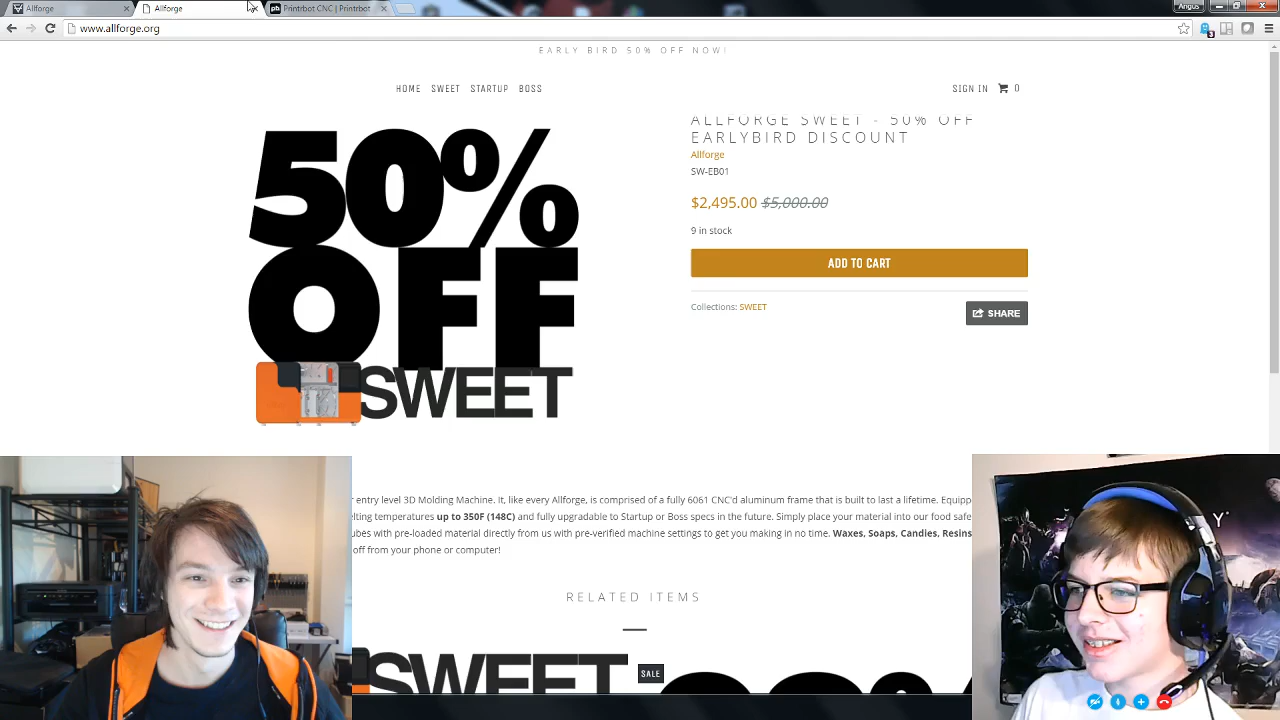 Allforge
Allforge
Printrbot CNC | Printrbot
Angus
www.allforge.org
3
EARLY BIRD 50% OFF NOW!
HOME SWEET STARTUP BOSS
SIGN IN 0
ALLFORGE SWEET - 50% OFF
EARLYBIRD DISCOUNT
Allforge
SW-EB01
$2,495.00 $5,000.00
9 in stock
ADD TO CART
Collections: SWEET
SHARE
50%
OFF
SWEET
entry level 3D Molding Machine. It, like every Allforge, is comprised of a fully 6061 CNC'd aluminum frame that is built to last a lifetime. Equipp
elting temperatures up to 350F (148C) and fully upgradable to Startup or Boss specs in the future. Simply place your material into our food safe
ubes with pre-loaded material directly from us with pre-verified machine settings to get you making in no time. Waxes, Soaps, Candies, Resins
off from your phone or computer!
RELATED ITEMS
SWEET
SALE